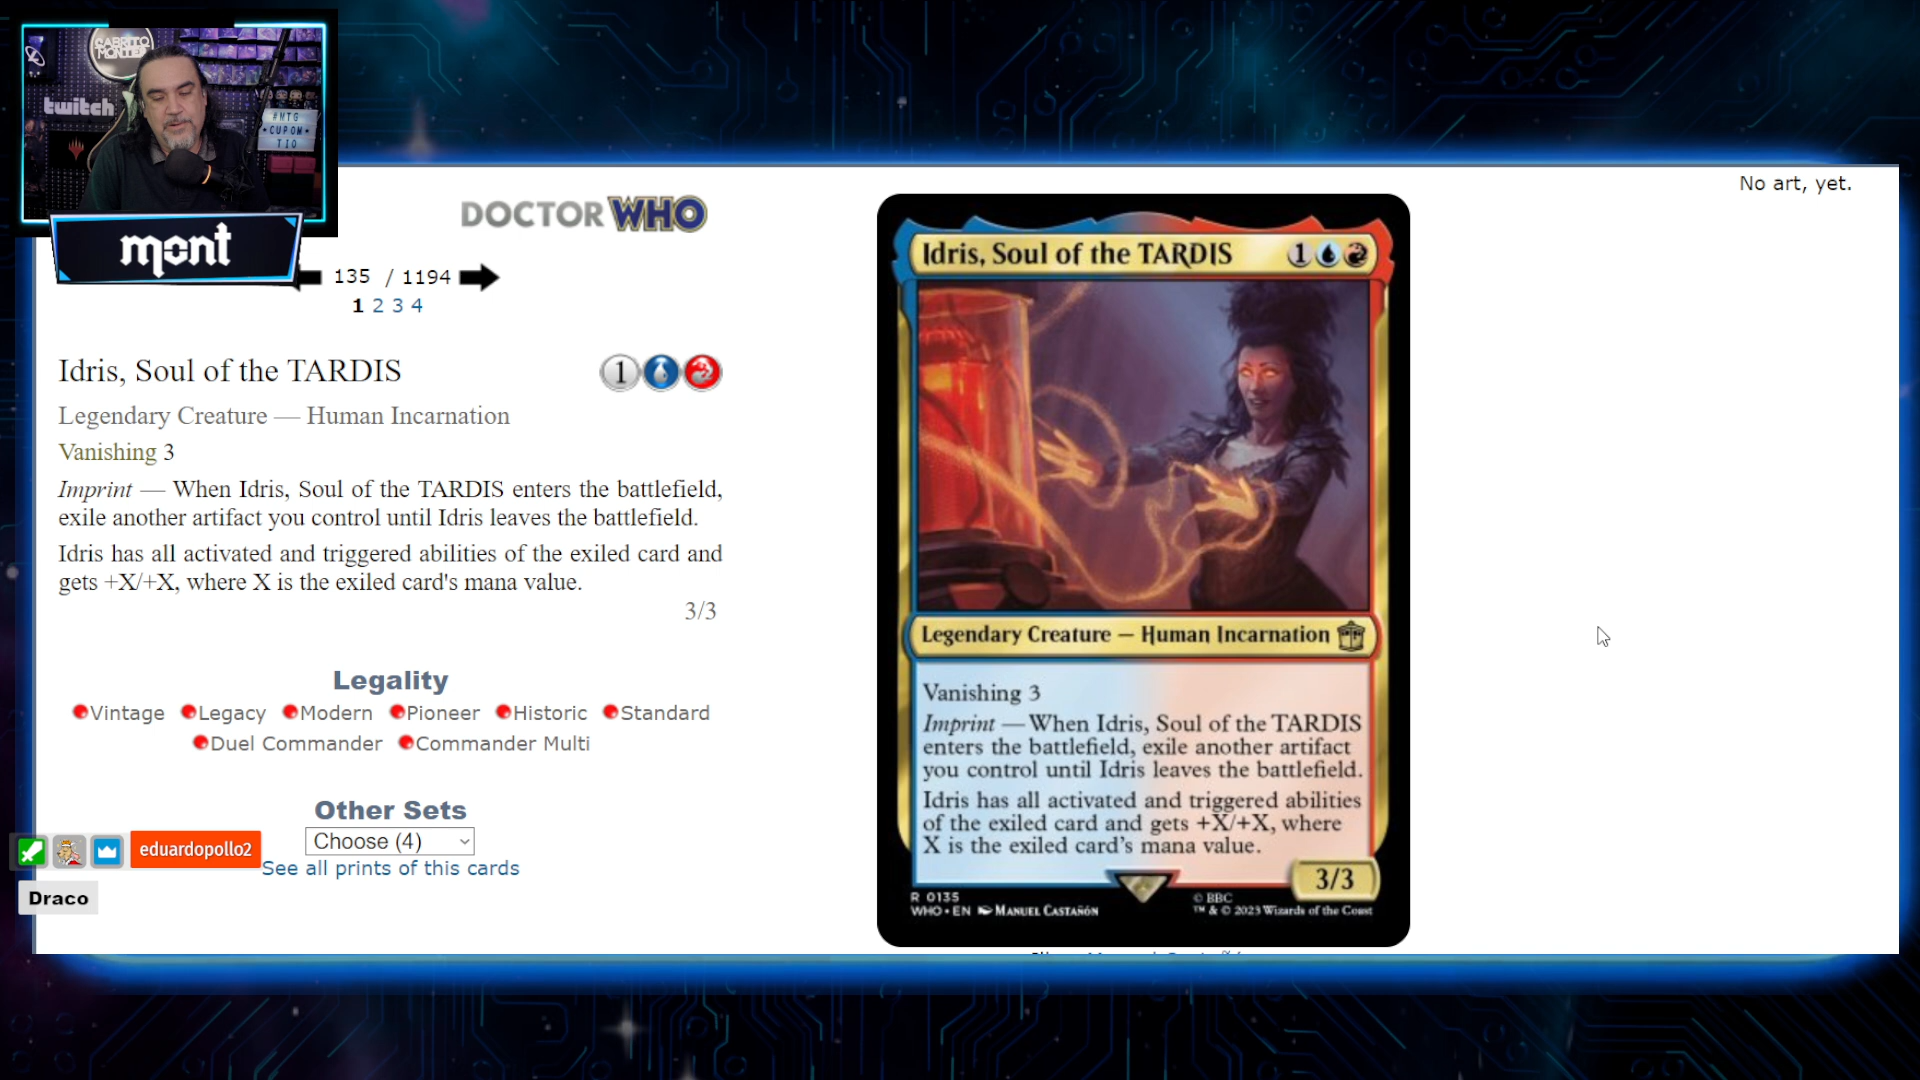 CABRITO
MONTIEL
twitch
#MTG
•CUPOM•
TIO
mont
No art, yet.
DOCTOR WHO
135 / 1194
1 2 3 4
Idris, Soul of the TARDIS 1
Legendary Creature — Human Incarnation
Vanishing 3
Imprint — When Idris, Soul of the TARDIS enters the battlefield,
exile another artifact you control until Idris leaves the battlefield.
Idris has all activated and triggered abilities of the exiled card and
gets +X/+X, where X is the exiled card's mana value.
3/3
Legality
Vintage Legacy Modern Pioneer Historic Standard
Duel Commander Commander Multi
Other Sets
Choose (4)
See all prints of this cards
eduardopollo2
Draco
Idris, Soul of the TARDIS 1
Legendary Creature — Human Incarnation
Vanishing 3
Imprint — When Idris, Soul of the TARDIS
enters the battlefield, exile another artifact
you control until Idris leaves the battlefield.
Idris has all activated and triggered abilities
of the exiled card and gets +X/+X, where
X is the exiled card's mana value.
3/3
R 0135
WHO • EN MANUEL CASTAÑÓN
© BBC
™ & © 2023 Wizards of the Coast